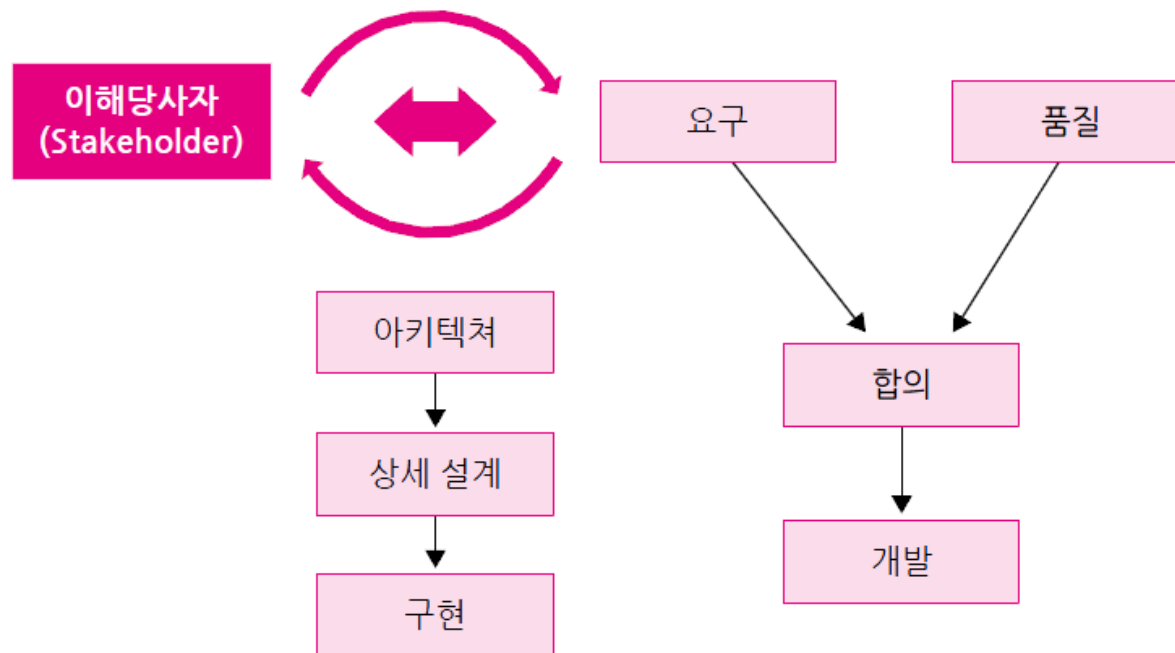 이해당사자
(Stakeholder)
요구
품질
아키텍쳐
합의
상세 설계
개발
구현